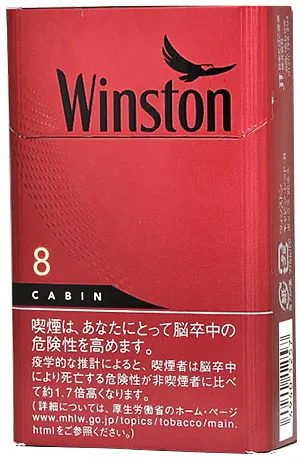 Winston
8
CABIN
喫煙は、あなたにとって脳卒中の
危険性を高めます。
疫学的な推計によると、喫煙者は脳卒中
により死亡する危険性が非喫煙者に比べ
て約1.7倍高くなります。
(詳細については、厚生労働省のホーム・ページ
www.mhlw.go.jp/topics/tobacco/main.
htmlをご参照ください。)